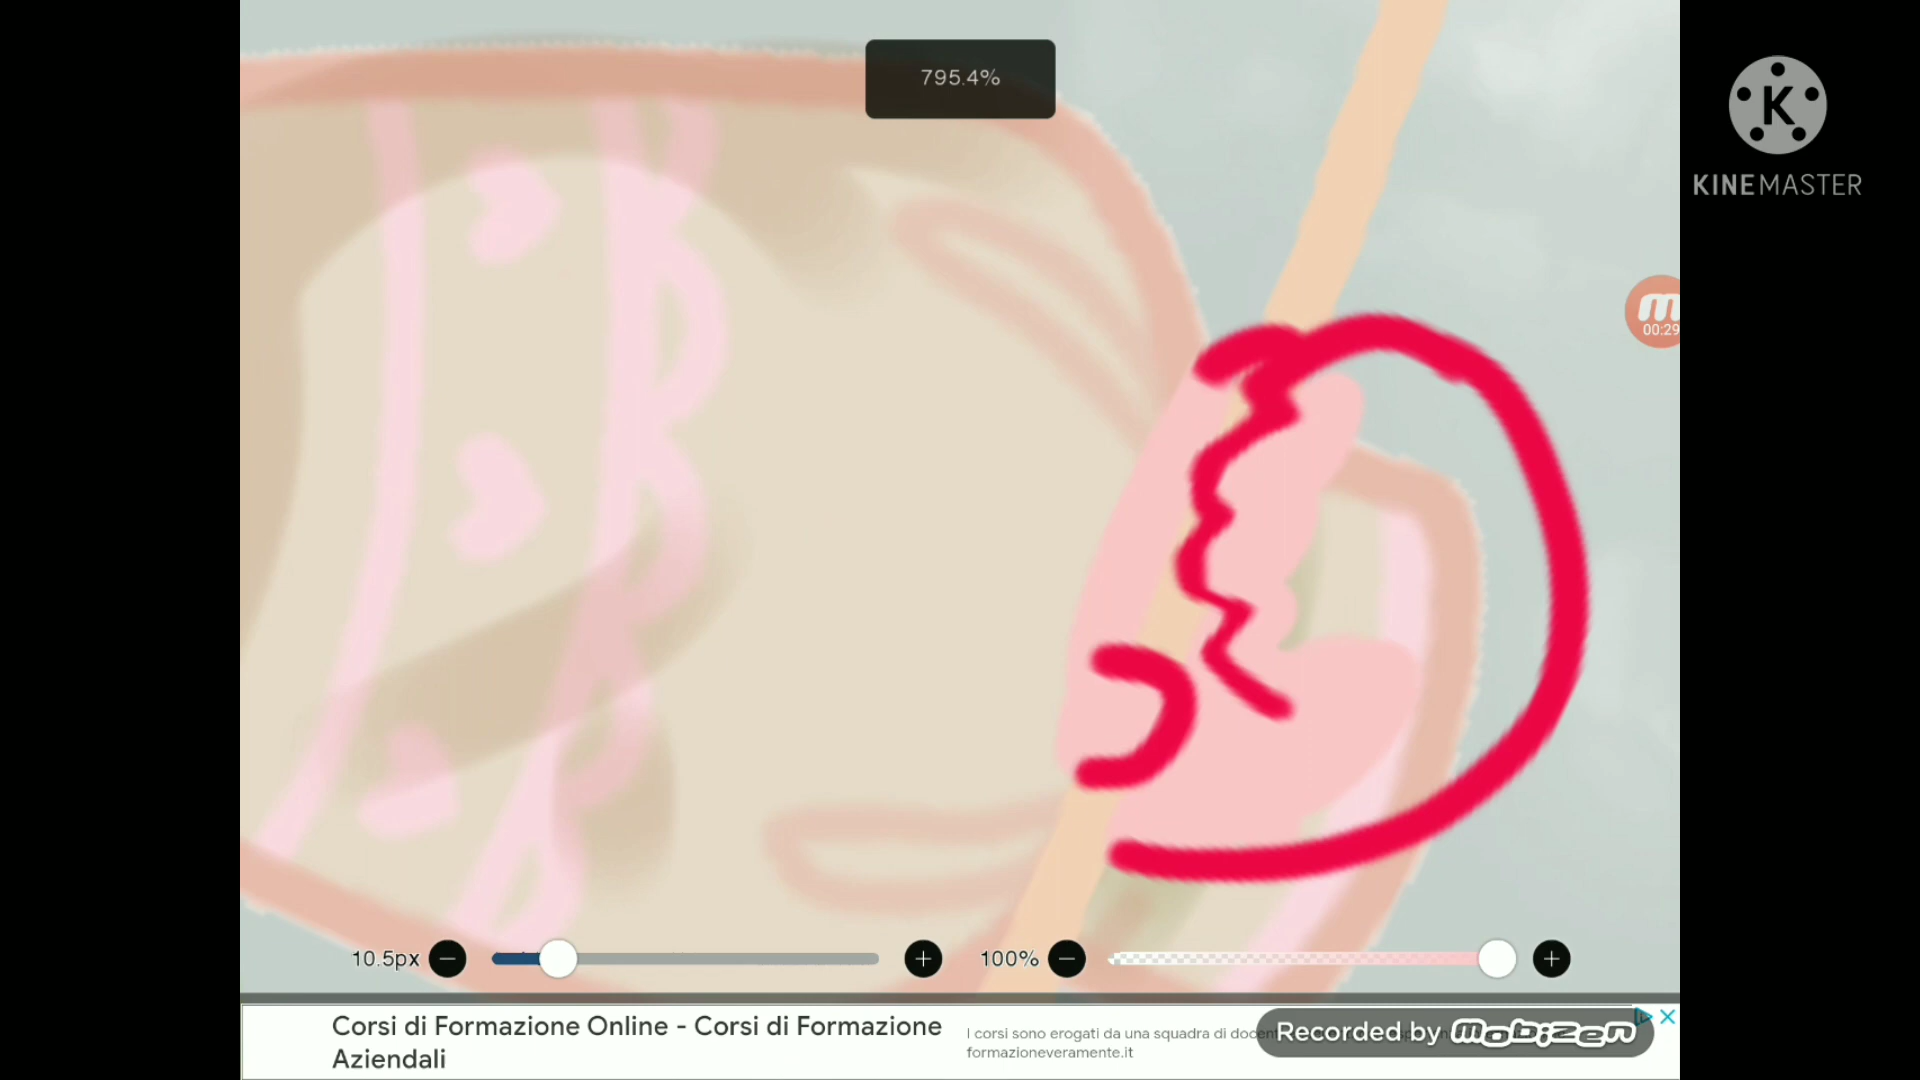 795.4%
K
KINEMASTER
m
00:29
10.5px
100%
Corsi di Formazione Online - Corsi di Formazione
Aziendali
I corsi sono erogati da una squadra di docen
formazioneveramente.it
Recorded by mobizen